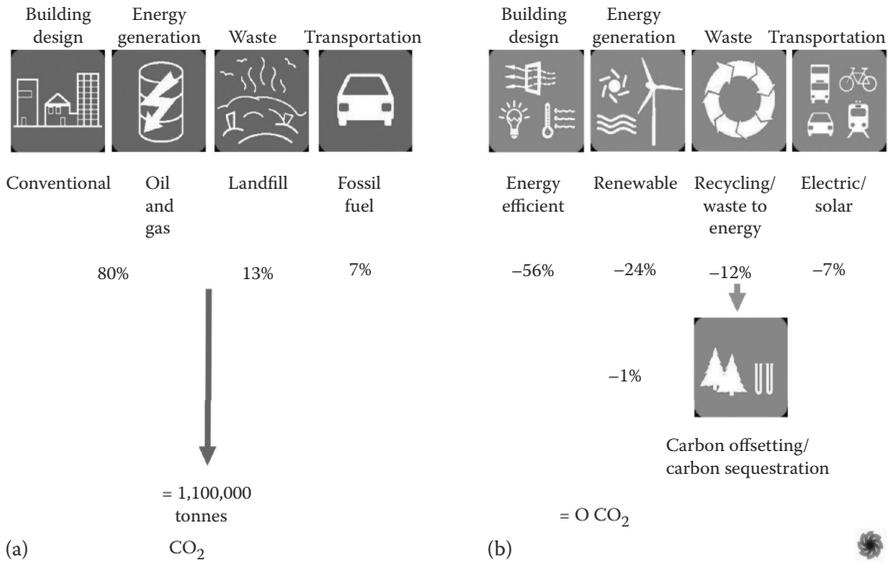 Building
design
Energy
generation
Waste
Transportation
Conventional
Oil
and
gas
Landfill
Fossil
fuel
80%
13%
7%
= 1,100,000
tonnes
CO2
(a)
Building
design
Energy
generation
Waste
Transportation
Energy
efficient
Renewable
Recycling/
waste to
energy
Electric/
solar
–56%
–24%
–12%
–7%
–1%
Carbon offsetting/
carbon sequestration
= O CO2
(b)